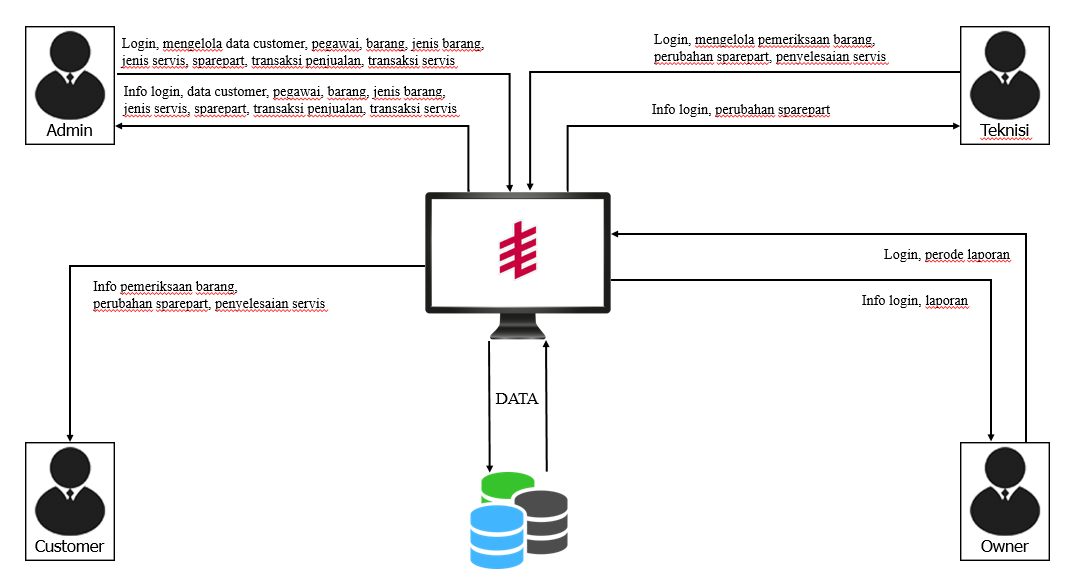 Login, mengelola data customer, pegawai, barang, jenis barang,
jenis servis, sparepart, transaksi penjualan, transaksi servis
Info login, data customer, pegawai, barang, jenis barang,
jenis servis, sparepart, transaksi penjualan, transaksi servis
Admin
Login, mengelola pemeriksaan barang,
perubahan sparepart, penyelesaian servis
Info login, perubahan sparepart
Teknisi
Login, perode laporan
Info login, laporan
Info pemeriksaan barang,
perubahan sparepart, penyelesaian servis
DATA
Customer
Owner